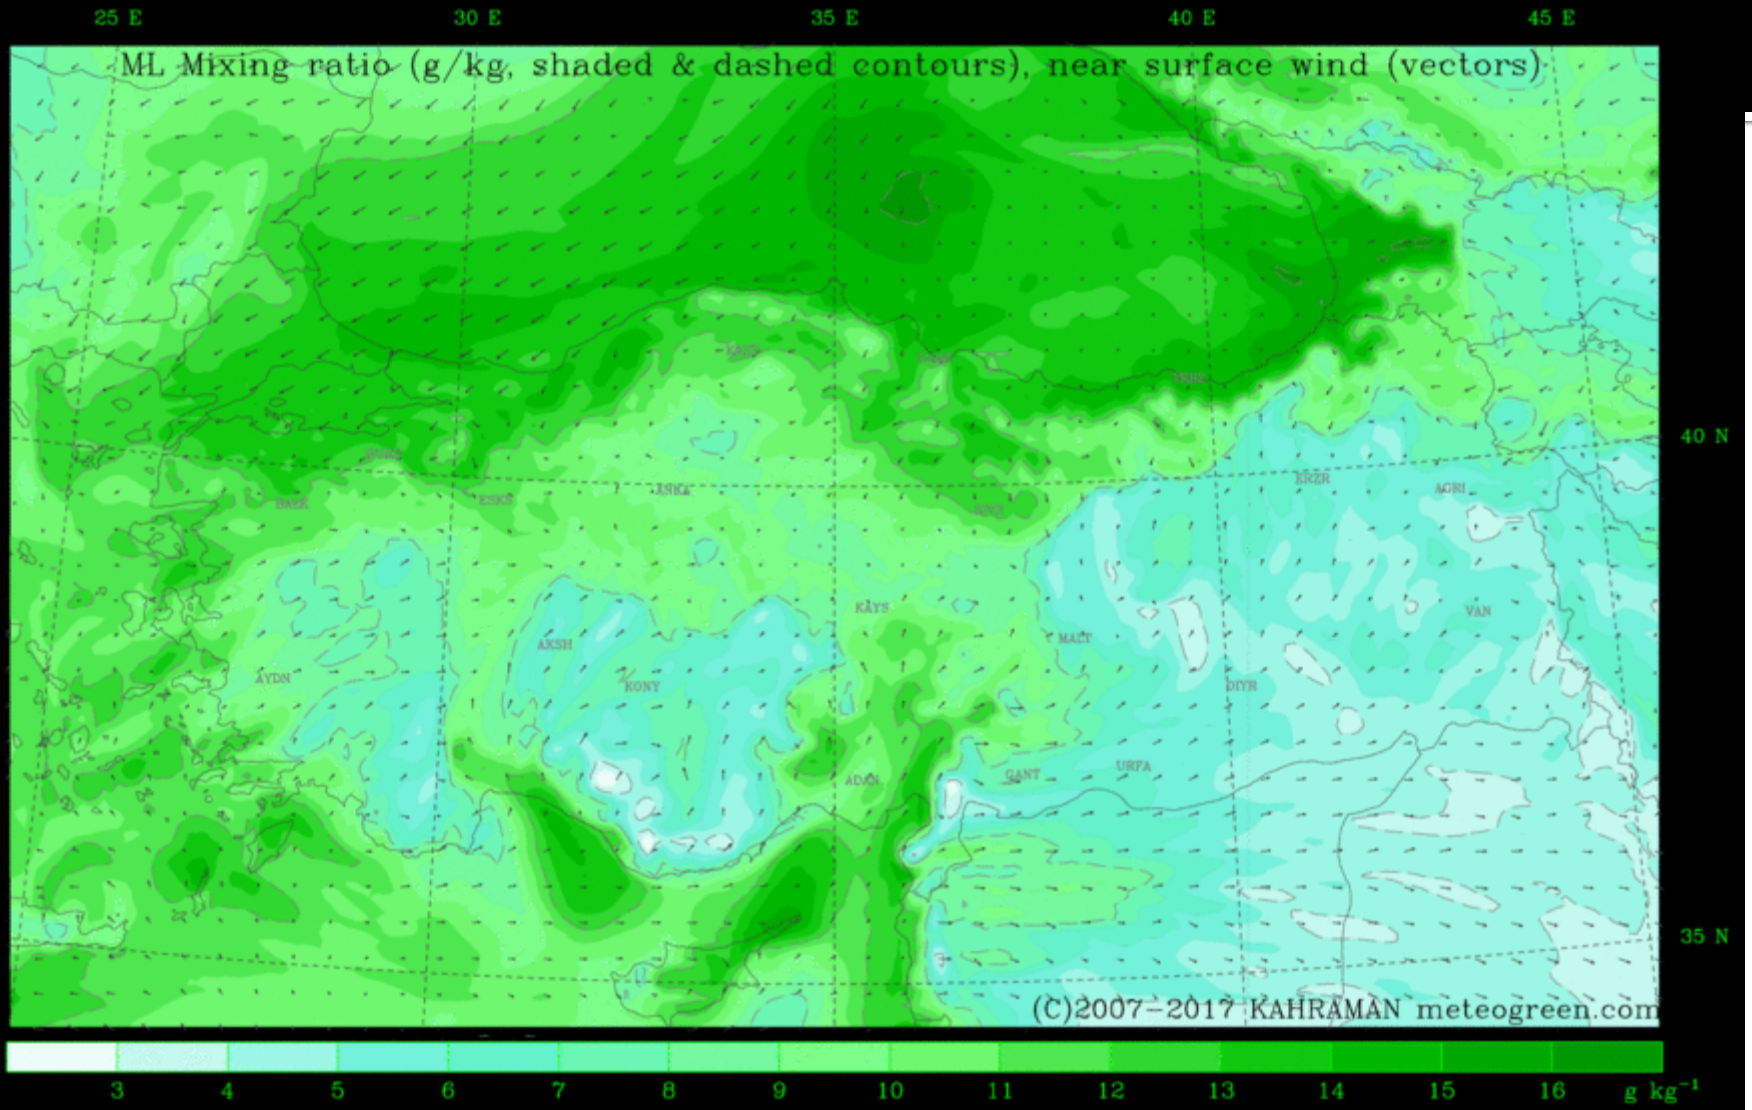 25 E 30 E 35 E 40 E 45 E
ML Mixing ratio (g/kg, shaded & dashed contours), near surface wind (vectors)
40 N
BALK
ESKS
ANKA
ERZR
AGRI
KAYS
VAN
AKSH
MALT
AYDN
KONY
DIYR
ADAN
GANT
URFA
35 N
(C)2007-2017 KAHRAMAN meteogreen.com
3 4 5 6 7 8 9 10 11 12 13 14 15 16 g kg⁻¹